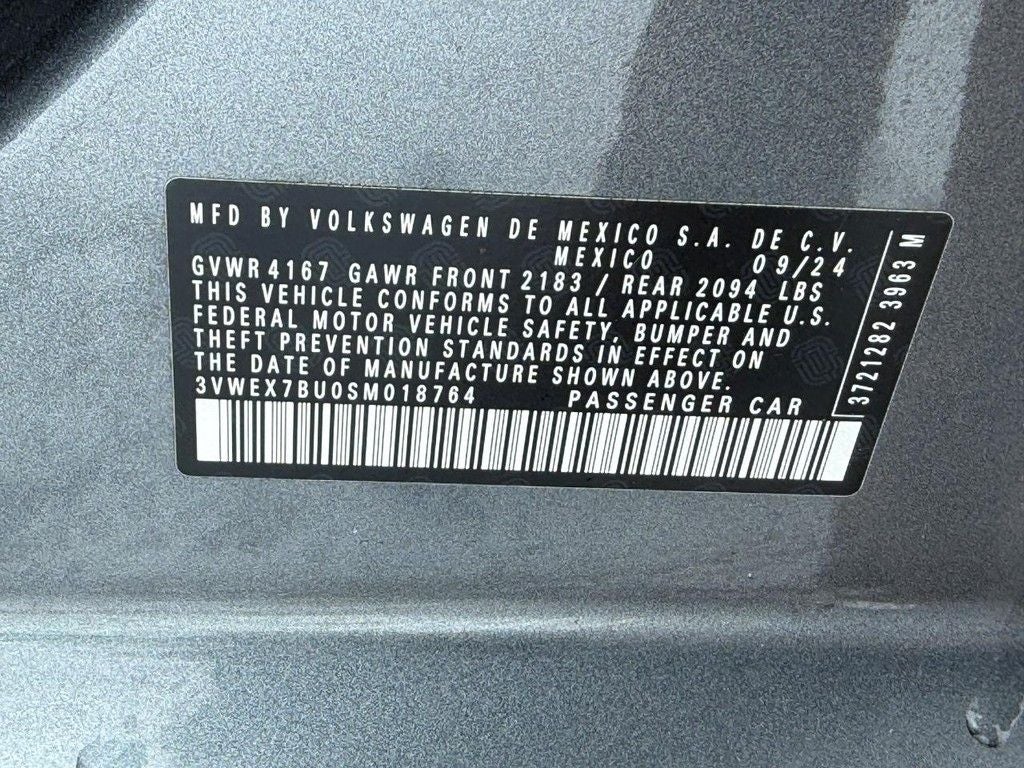 MFD BY VOLKSWAGEN DE MEXICO S.A. DE C.V.
MEXICO 09/24
GVWR 4167 GAWR FRONT 2183 / REAR 2094 LBS
THIS VEHICLE CONFORMS TO ALL APPLICABLE U.S.
FEDERAL MOTOR VEHICLE SAFETY, BUMPER AND
THEFT PREVENTION STANDARDS IN EFFECT ON
THE DATE OF MANUFACTURE SHOWN ABOVE.
3VWEX7BU0SM018764 PASSENGER CAR
3721282 3963 M